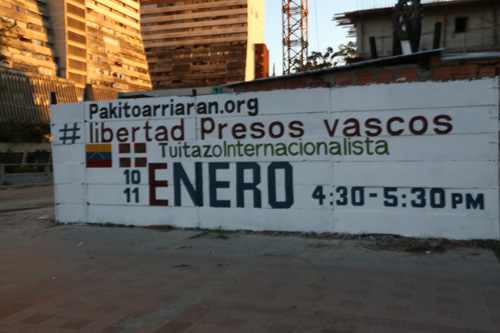 Pakitoarriaran.org
#libertad Presos vascos
TuitazoInternacionalista
10
11 ENERO 4:30-5:30 PM